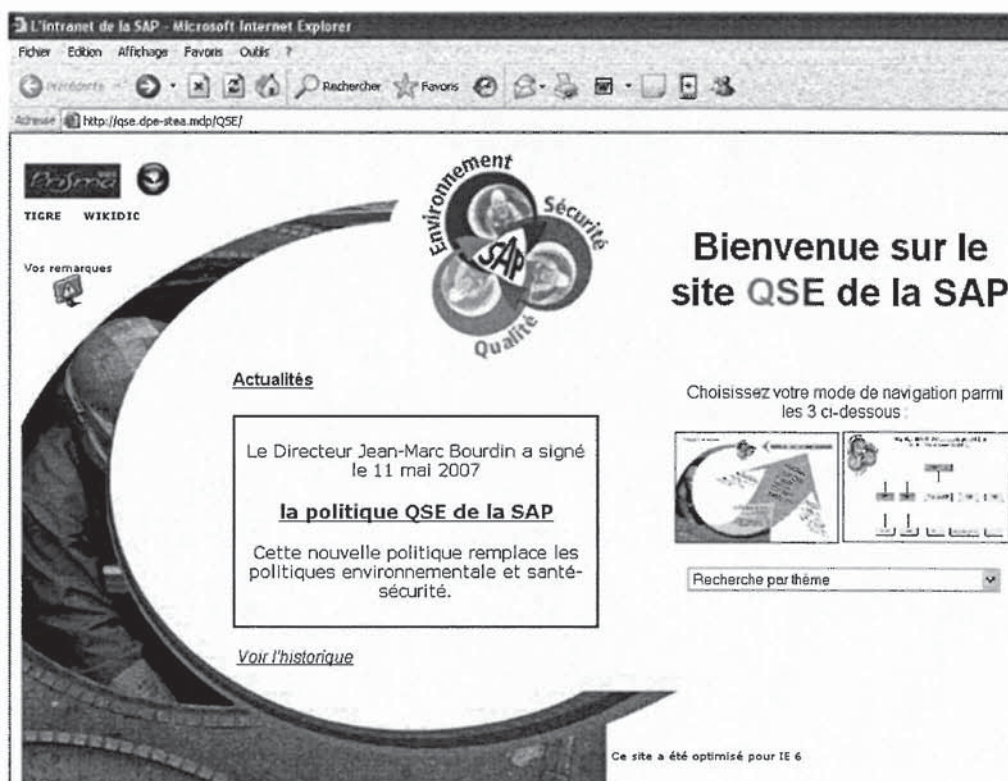 L'intranet de la SAP - Microsoft Internet Explorer
Fichier Edition Affichage Favoris Outils ?
Précédente Rechercher Favoris
Adresse http://qse.dpe-stea.mdp/QSE/
Prisma
TIGRE WIKIDIC
Vos remarques
Environnement
Sécurité
SAP
Qualité
Bienvenue sur le
site QSE de la SAP
Actualités
Le Directeur Jean-Marc Bourdin a signé
le 11 mai 2007
la politique QSE de la SAP
Cette nouvelle politique remplace les
politiques environnementale et santé-
sécurité.
Voir l'historique
Choisissez votre mode de navigation parmi
les 3 ci-dessous :
Recherche par thème
Ce site a été optimisé pour IE 6